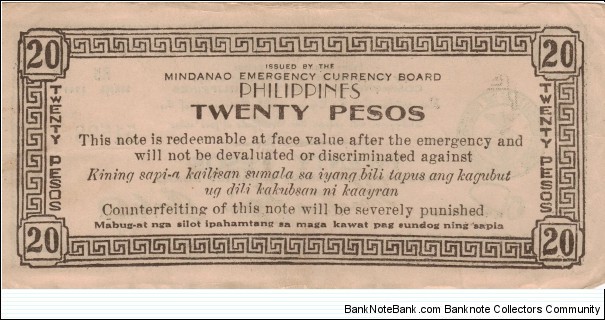 20
20
ISSUED BY THE
MINDANAO EMERGENCY CURRENCY BOARD
PHILIPPINES
TWENTY PESOS
TWENTY PESOS
TWENTY PESOS
This note is redeemable at face value after the emergency and
will not be devaluated or discriminated against
Kining sapi-a kailisan sumala sa iyang bili tapus ang kagubut
ug dili kakubsan ni kaayran
Counterfeiting of this note will be severely punished
Mabug-at nga silot ipahamtang sa maga kawat pag sundog ning sapia
20
20
BankNoteBank.com Banknote Collectors Community